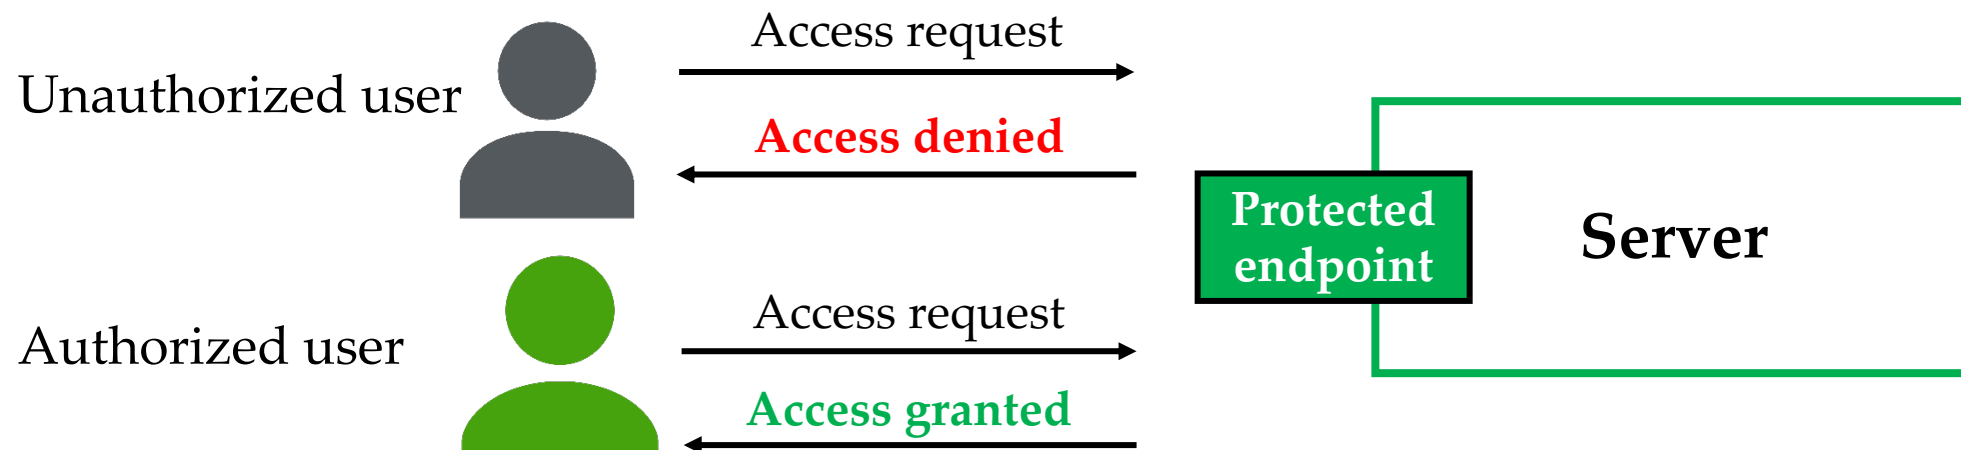 Access request
Unauthorized user
Access denied
Protected
endpoint
Server
Access request
Authorized user
Access granted